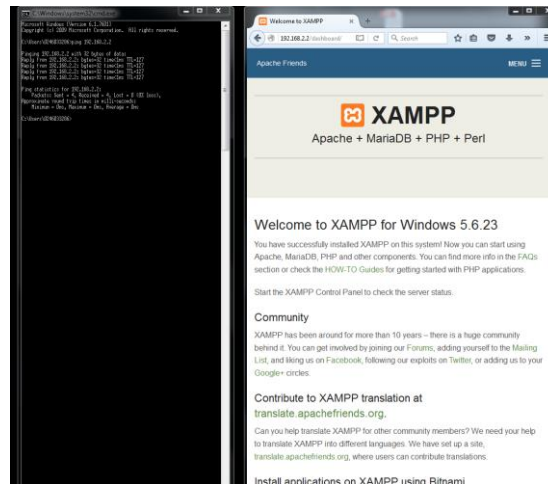 Microsoft Windows [Version 6.1.7601]
Copyright (c) 2009 Microsoft Corporation. All rights reserved.
ping 192.168.2.2
Pinging 192.168.2.2 with 32 bytes of data:
Reply from 192.168.2.2: bytes=32 time<1ms TTL=127
Reply from 192.168.2.2: bytes=32 time<1ms TTL=127
Reply from 192.168.2.2: bytes=32 time<1ms TTL=127
Reply from 192.168.2.2: bytes=32 time<1ms TTL=127
Ping statistics for 192.168.2.2:
Packets: Sent = 4, Received = 4, Lost = 0 (0% loss),
Approximate round trip times in milli-seconds:
Minimum = 0ms, Maximum = 0ms, Average = 0ms
Welcome to XAMPP
192.168.2.2/dashboard/
Search
Apache Friends
MENU
XAMPP
Apache + MariaDB + PHP + Perl
Welcome to XAMPP for Windows 5.6.23
You have successfully installed XAMPP on this system! Now you can start using
Apache, MariaDB, PHP and other components. You can find more info in the FAQs
section or check the HOW-TO Guides for getting started with PHP applications.
Start the XAMPP Control Panel to check the server status.
Community
XAMPP has been around for more than 10 years – there is a huge community
behind it. You can get involved by joining our Forums, adding yourself to the Mailing
List, and liking us on Facebook, following our exploits on Twitter, or adding us to your
Google+ circles.
Contribute to XAMPP translation at
translate.apachefriends.org.
Can you help translate XAMPP for other community members? We need your help
to translate XAMPP into different languages. We have set up a site,
translate.apachefriends.org, where users can contribute translations.
Install applications on XAMPP using Bitnami